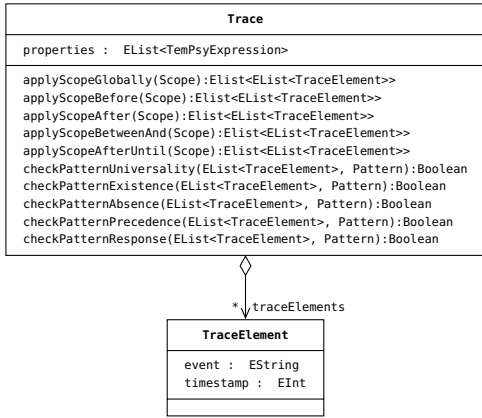 Trace
properties :  EList<TemPsyExpression>
applyScopeGlobally(Scope):Elist<EList<TraceElement>>
applyScopeBefore(Scope):Elist<EList<TraceElement>>
applyScopeAfter(Scope):EList<EList<TraceElement>>
applyScopeBetweenAnd(Scope):EList<EList<TraceElement>>
applyScopeAfterUntil(Scope):EList<EList<TraceElement>>
checkPatternUniversality(EList<TraceElement>, Pattern):Boolean
checkPatternExistence(EList<TraceElement>, Pattern):Boolean
checkPatternAbsence(EList<TraceElement>, Pattern):Boolean
checkPatternPrecedence(EList<TraceElement>, Pattern):Boolean
checkPatternResponse(EList<TraceElement>, Pattern):Boolean
* traceElements
TraceElement
event :  EString
timestamp :  EInt